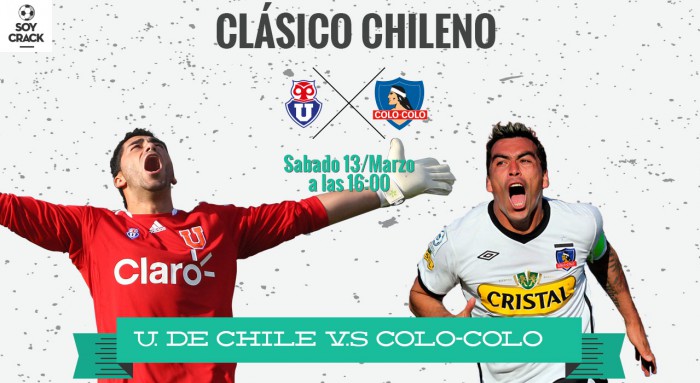 SOY
CRACK
CLÁSICO CHILENO
U
COLO-COLO
Sabado 13/Marzo
a las 16:00
U
Claro
CRISTAL
U. DE CHILE V.S COLO-COLO